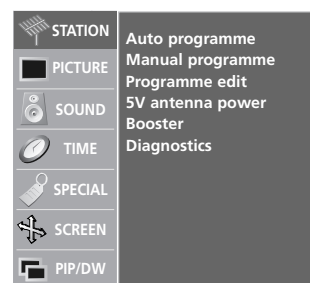 STATION
PICTURE
SOUND
TIME
SPECIAL
SCREEN
PIP/DW
Auto programme
Manual programme
Programme edit
5V antenna power
Booster
Diagnostics